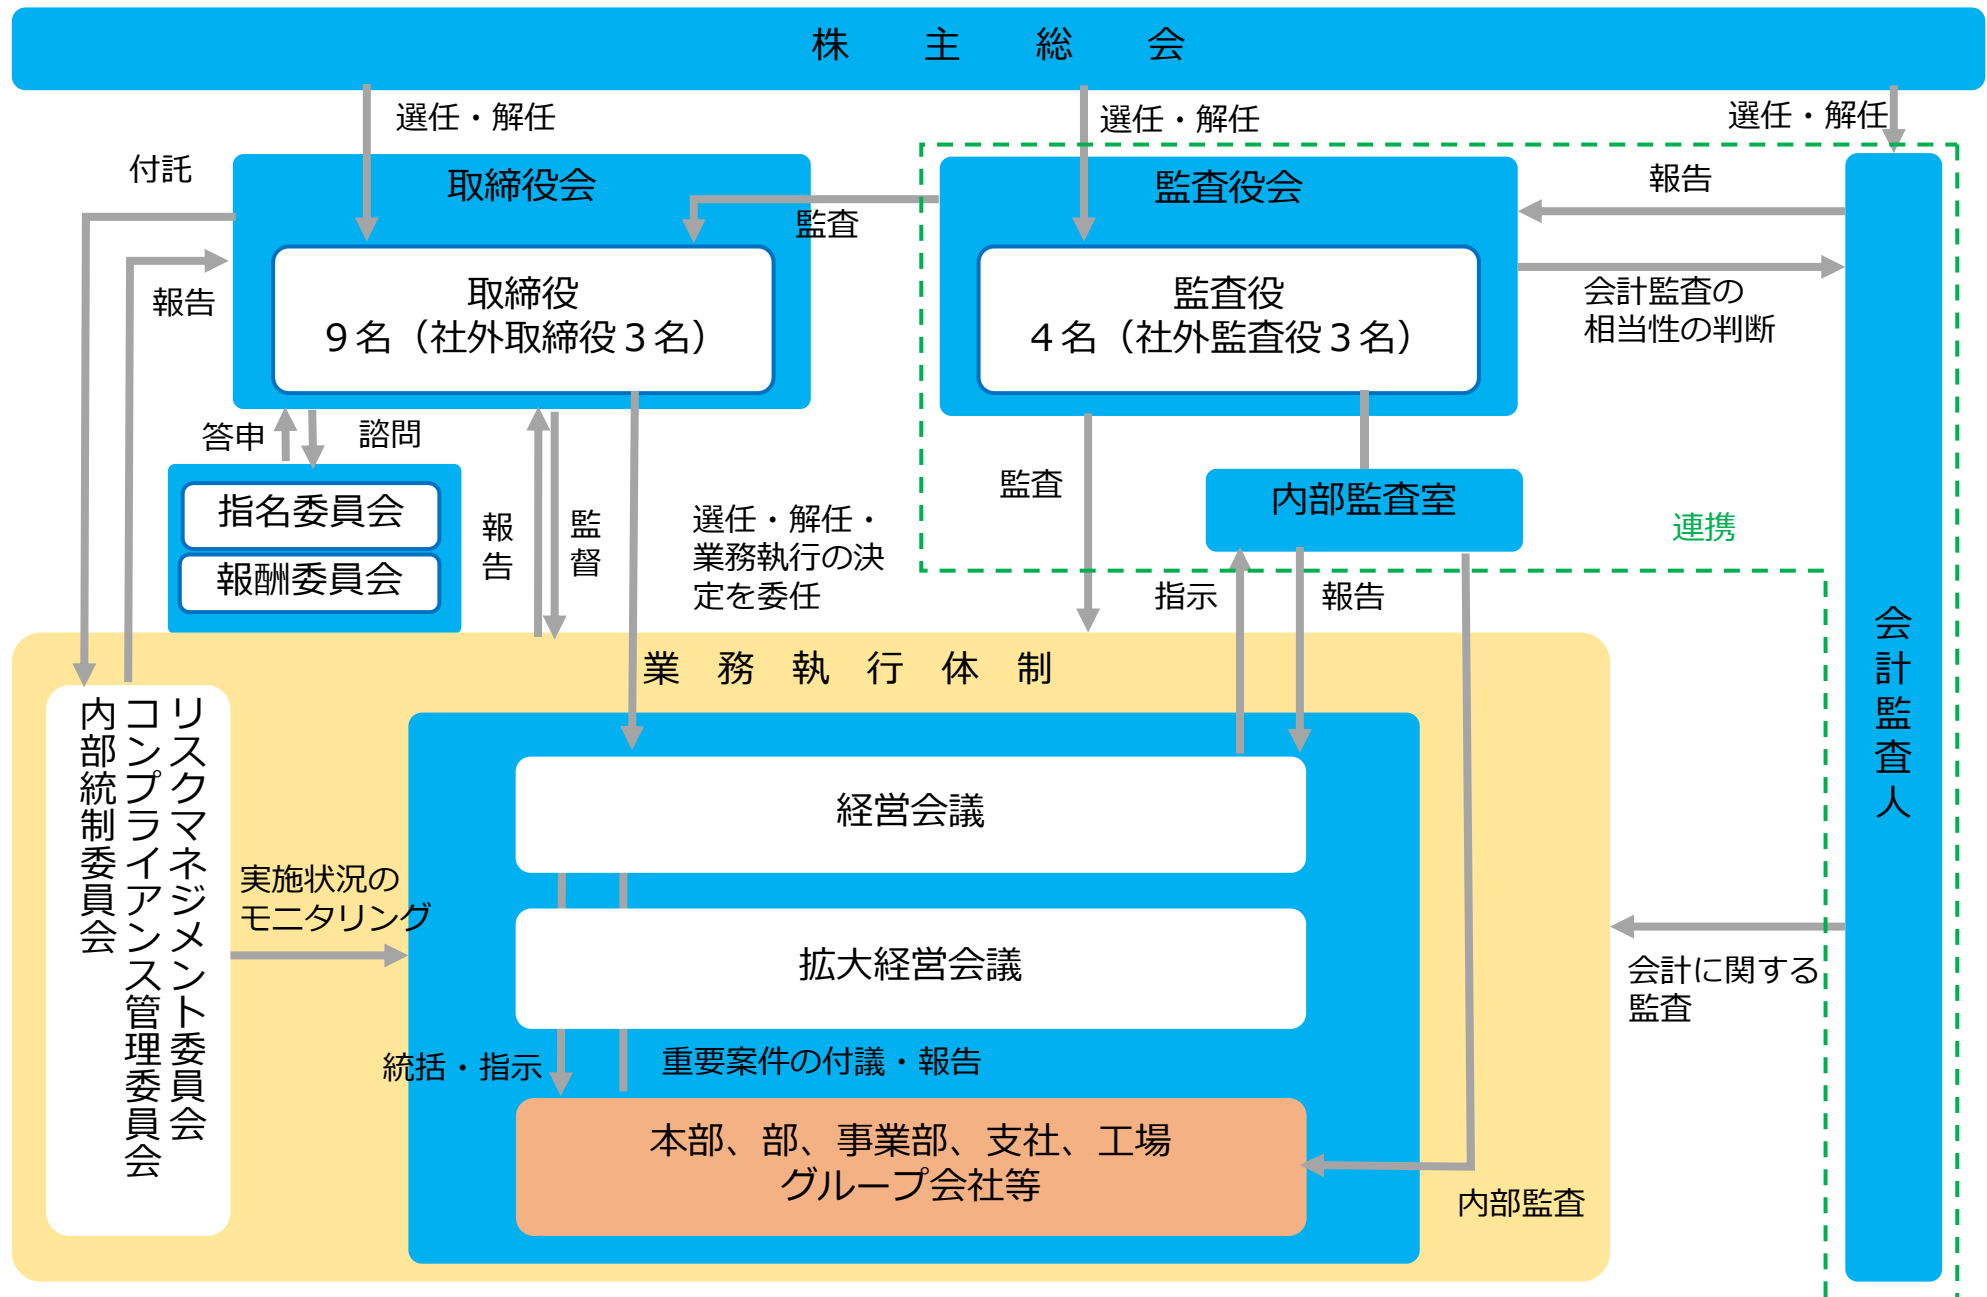 株　主　総　会
選任・解任
選任・解任
選任・解任
付託
取締役会
監査役会
報告
監査
報告
取締役
９名（社外取締役３名）
監査役
４名（社外監査役３名）
会計監査の
相当性の判断
答申
諮問
指名委員会
報酬委員会
報告
監督
選任・解任・
業務執行の決
定を委任
監査
内部監査室
連携
指示
報告
会計監査人
業　務　執　行　体　制
リスクマネジメント委員会
コンプライアンス管理委員会
内部統制委員会
経営会議
実施状況の
モニタリング
拡大経営会議
会計に関する
監査
統括・指示
重要案件の付議・報告
本部、部、事業部、支社、工場
グループ会社等
内部監査